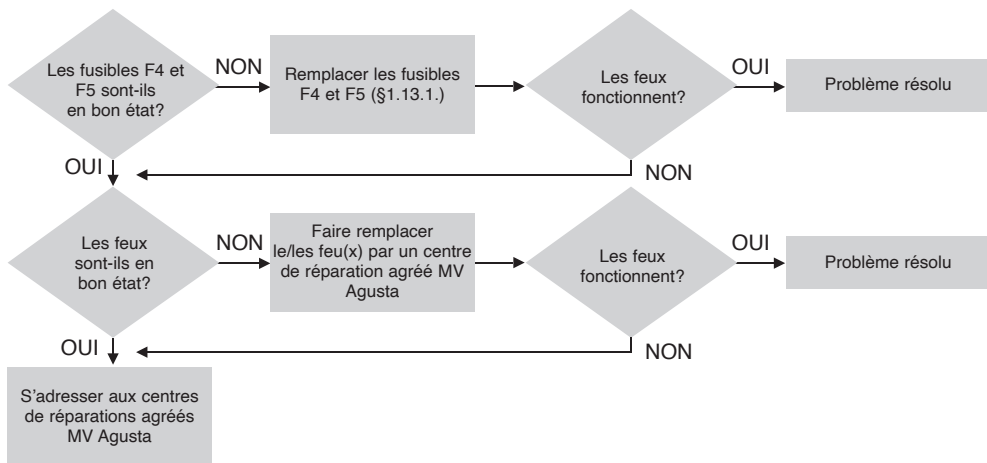 Les fusibles F4 et
F5 sont-ils
en bon état?
NON
Remplacer les fusibles
F4 et F5 (§1.13.1.)
Les feux
fonctionnent?
OUI
Problème résolu
OUI
NON
Les feux
sont-ils en
bon état?
NON
Faire remplacer
le/les feu(x) par un centre
de réparation agréé MV
Agusta
Les feux
fonctionnent?
OUI
Problème résolu
OUI
NON
S'adresser aux centres
de réparations agréés
MV Agusta